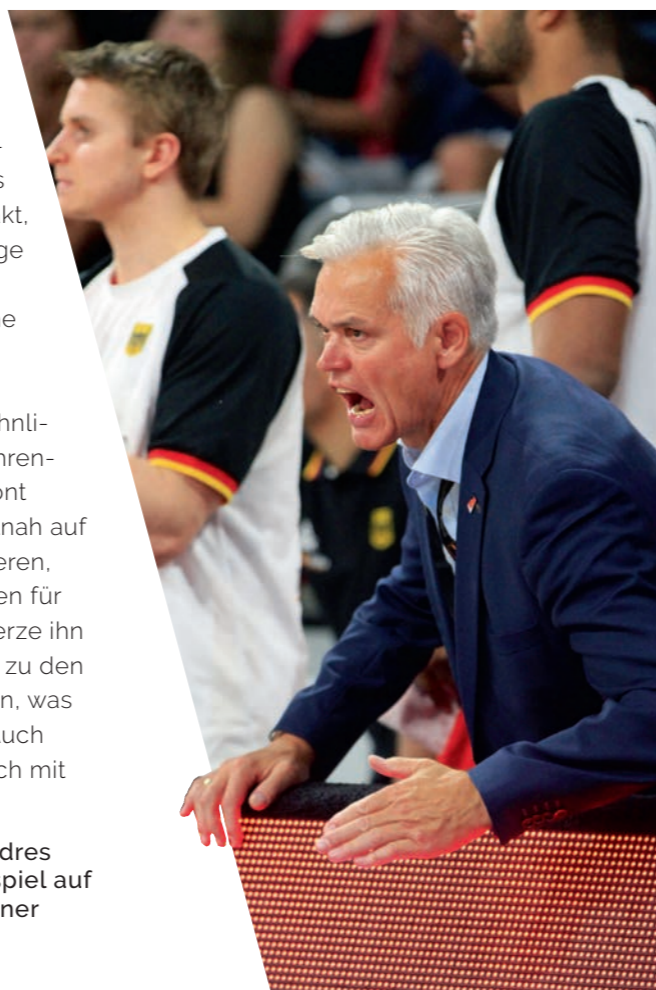 s
kt,
ge
e
hnli-
hren-
ont
nah auf
eren,
en für
erze ihn
zu den
n, was
uch
ch mit
dres
spiel auf
ner